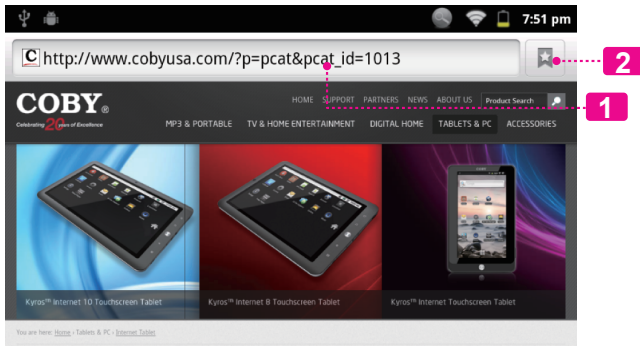 7:51 pm
C http://www.cobyusa.com/?p=pcat&pcat_id=1013
2
COBY®
Celebrating 20 years of Excellence
HOME SUPPORT PARTNERS NEWS ABOUT US Product Search
1
MP3 & PORTABLE TV & HOME ENTERTAINMENT DIGITAL HOME TABLETS & PC ACCESSORIES
Kyros™ Internet 10 Touchscreen Tablet Kyros™ Internet 8 Touchscreen Tablet Kyros™ Internet Touchscreen Tablet
You are here: Home › Tablets & PC › Internet Tablet